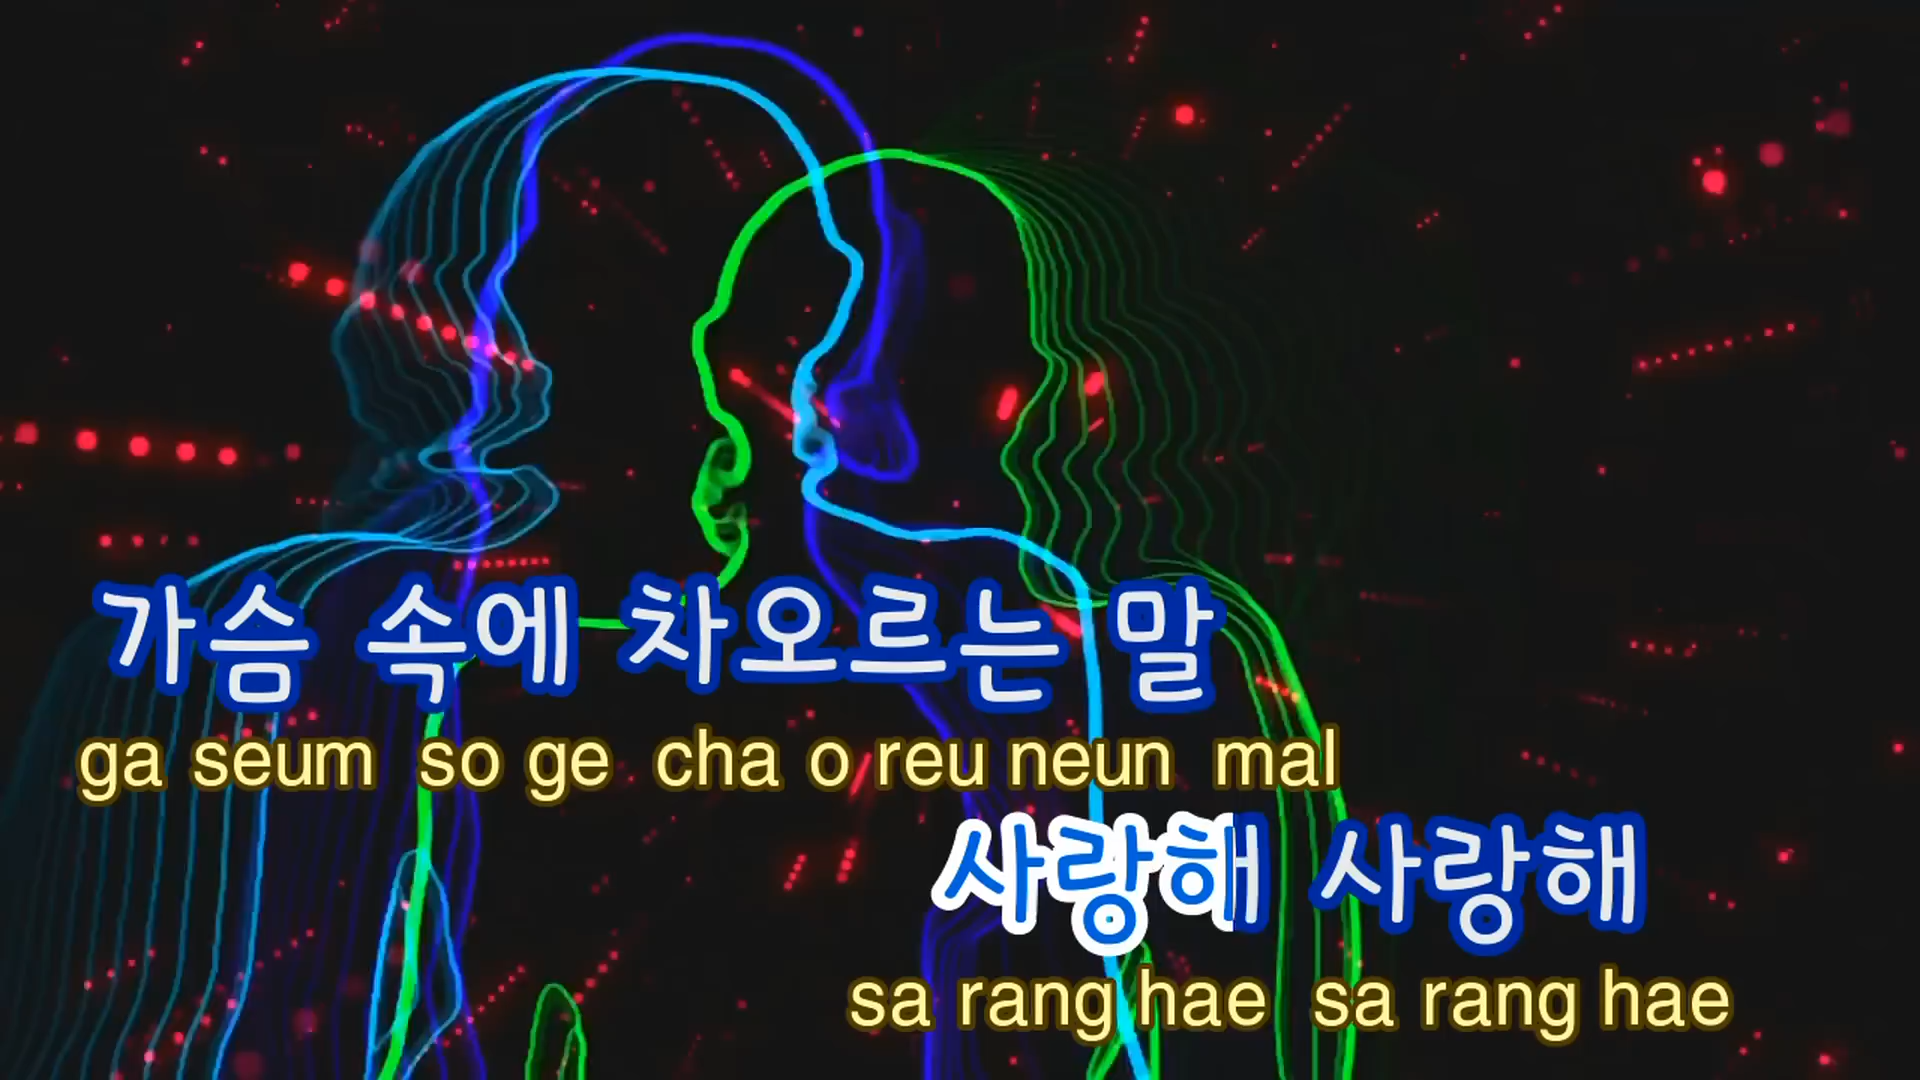 가슴 속에 차오르는 말
ga seum so ge cha o reu neun mal
사랑해 사랑해
sa rang hae sa rang hae